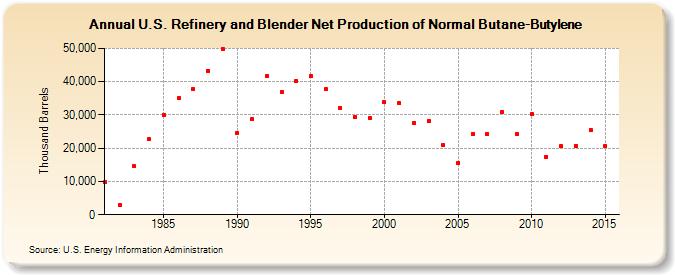 Annual U.S. Refinery and Blender Net Production of Normal Butane-Butylene
Thousand Barrels
50,000
40,000
30,000
20,000
10,000
0
1985 1990 1995 2000 2005 2010 2015
Source: U.S. Energy Information Administration